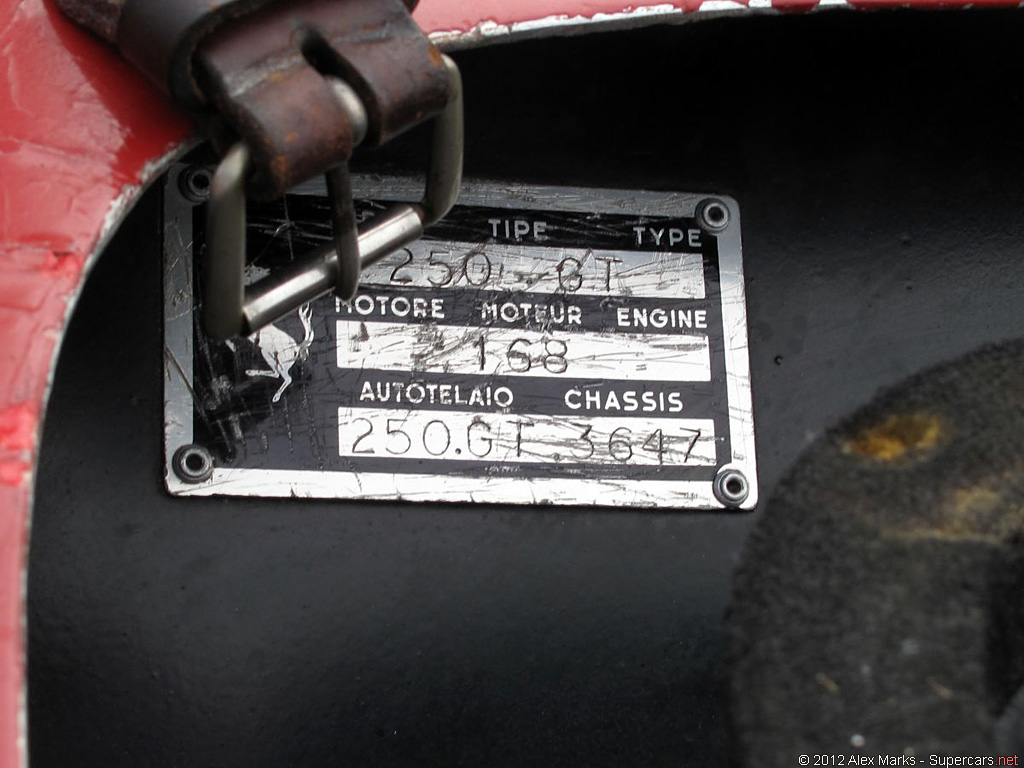 TIPE TYPE
250 - GT
MOTORE MOTEUR ENGINE
168
AUTOTELAIO CHASSIS
250.GT 3647
© 2012 Alex Marks - Supercars.net